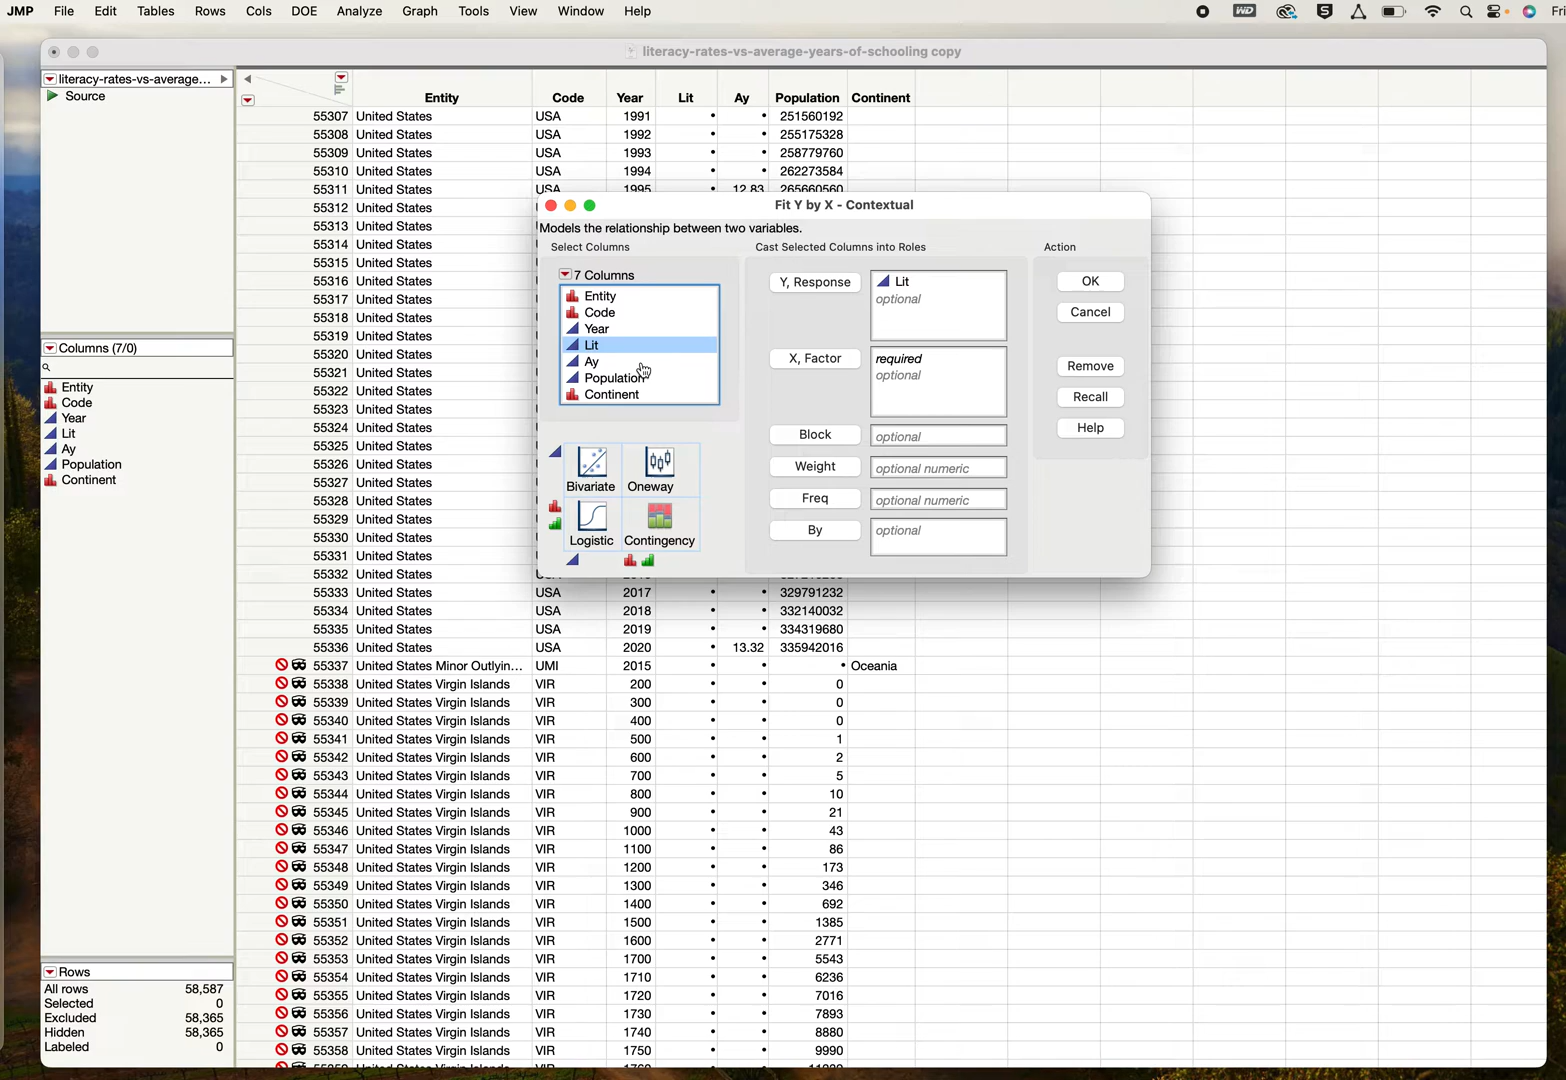 JMP File Edit Tables Rows Cols DOE Analyze Graph Tools View Window Help WD S Fri
literacy-rates-vs-average-years-of-schooling copy
literacy-rates-vs-average...
Source
Entity Code Year Lit Ay Population Continent
55307 United States USA 1991 • • 251560192
55308 United States USA 1992 • • 255175328
55309 United States USA 1993 • • 258779760
55310 United States USA 1994 • • 262273584
55311 United States USA 1995 • 12.83 265660560
55312 United States
55313 United States
55314 United States
55315 United States
55316 United States
55317 United States
55318 United States
55319 United States
55320 United States
55321 United States
55322 United States
55323 United States
55324 United States
55325 United States
55326 United States
55327 United States
55328 United States
55329 United States
55330 United States
55331 United States
55332 United States
55333 United States USA 2017 • • 329791232
55334 United States USA 2018 • • 332140032
55335 United States USA 2019 • • 334319680
55336 United States USA 2020 • 13.32 335942016
55337 United States Minor Outlyin... UMI 2015 • • • Oceania
55338 United States Virgin Islands VIR 200 • • 0
55339 United States Virgin Islands VIR 300 • • 0
55340 United States Virgin Islands VIR 400 • • 0
55341 United States Virgin Islands VIR 500 • • 1
55342 United States Virgin Islands VIR 600 • • 2
55343 United States Virgin Islands VIR 700 • • 5
55344 United States Virgin Islands VIR 800 • • 10
55345 United States Virgin Islands VIR 900 • • 21
55346 United States Virgin Islands VIR 1000 • • 43
55347 United States Virgin Islands VIR 1100 • • 86
55348 United States Virgin Islands VIR 1200 • • 173
55349 United States Virgin Islands VIR 1300 • • 346
55350 United States Virgin Islands VIR 1400 • • 692
55351 United States Virgin Islands VIR 1500 • • 1385
55352 United States Virgin Islands VIR 1600 • • 2771
55353 United States Virgin Islands VIR 1700 • • 5543
55354 United States Virgin Islands VIR 1710 • • 6236
55355 United States Virgin Islands VIR 1720 • • 7016
55356 United States Virgin Islands VIR 1730 • • 7893
55357 United States Virgin Islands VIR 1740 • • 8880
55358 United States Virgin Islands VIR 1750 • • 9990
Columns (7/0)
Entity
Code
Year
Lit
Ay
Population
Continent
Rows
All rows 58,587
Selected 0
Excluded 58,365
Hidden 58,365
Labeled 0
Fit Y by X - Contextual
Models the relationship between two variables.
Select Columns
7 Columns
Entity
Code
Year
Lit
Ay
Population
Continent
Bivariate Oneway
Logistic Contingency
Cast Selected Columns into Roles
Y, Response Lit
optional
X, Factor required
optional
Block optional
Weight optional numeric
Freq optional numeric
By optional
Action
OK
Cancel
Remove
Recall
Help